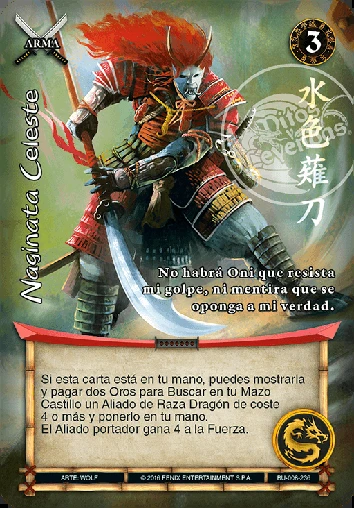 ARMA
3
Naginata Celeste
水色薙刀
Mitos y Leyendas
No habrá Oni que resista
mi golpe, ni mentira que se
oponga a mi verdad.
Si esta carta está en tu mano, puedes mostrarla
y pagar dos Oros para Buscar en tu Mazo
Castillo un Aliado de Raza Dragón de coste
4 o más y ponerlo en tu mano.
El Aliado portador gana 4 a la Fuerza.
ARTE: WOLF
© 2016 FENIX ENTERTAINMENT S.P.A.